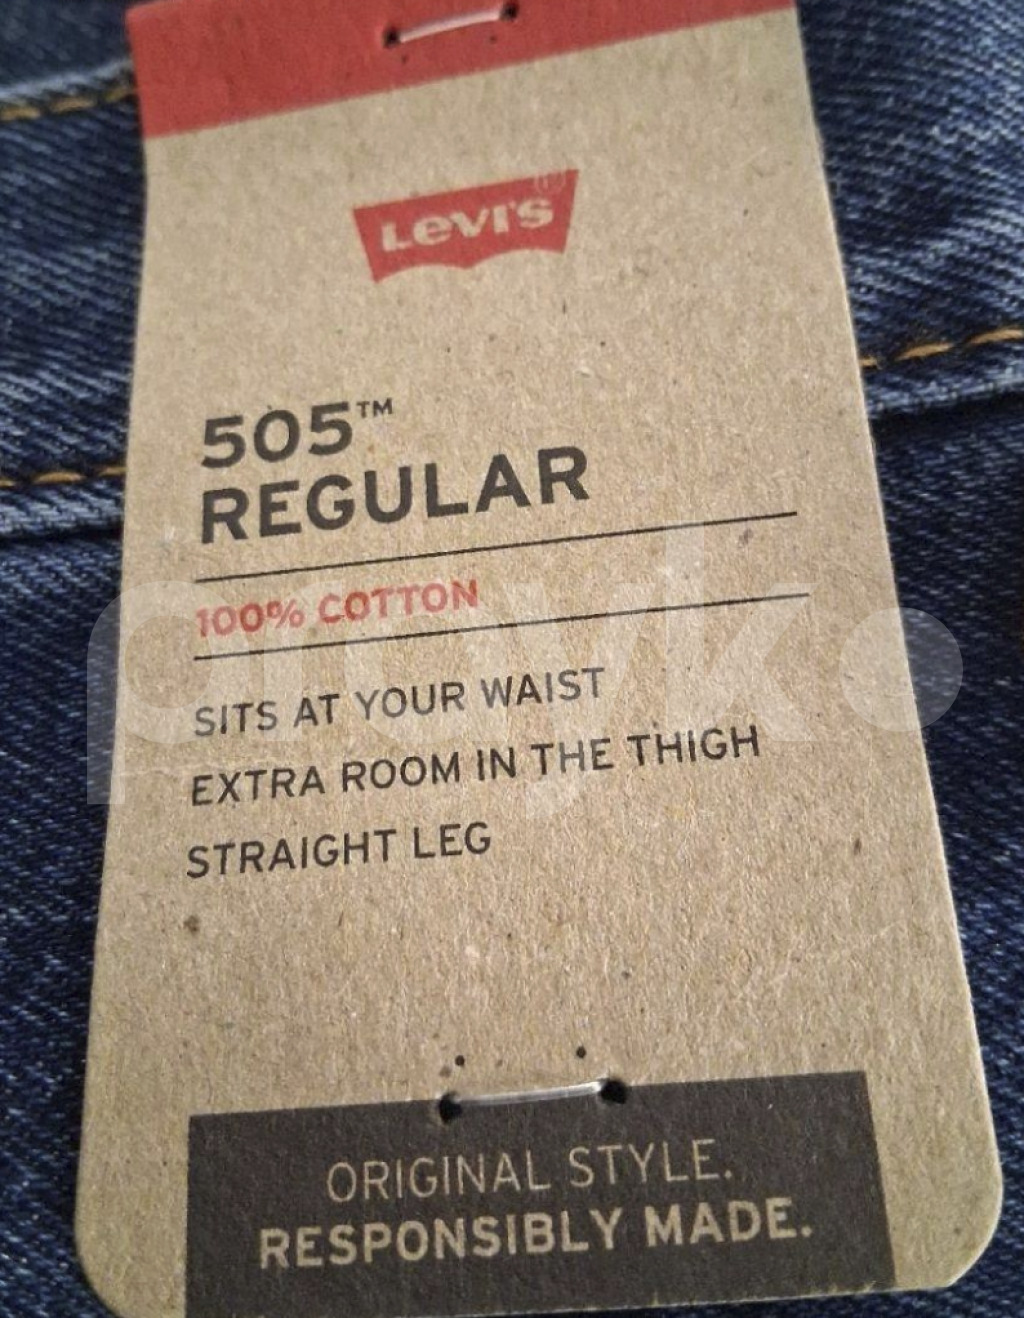 LEVI'S
505™
REGULAR
100% COTTON
SITS AT YOUR WAIST
EXTRA ROOM IN THE THIGH
STRAIGHT LEG
ORIGINAL STYLE.
RESPONSIBLY MADE.
proyko